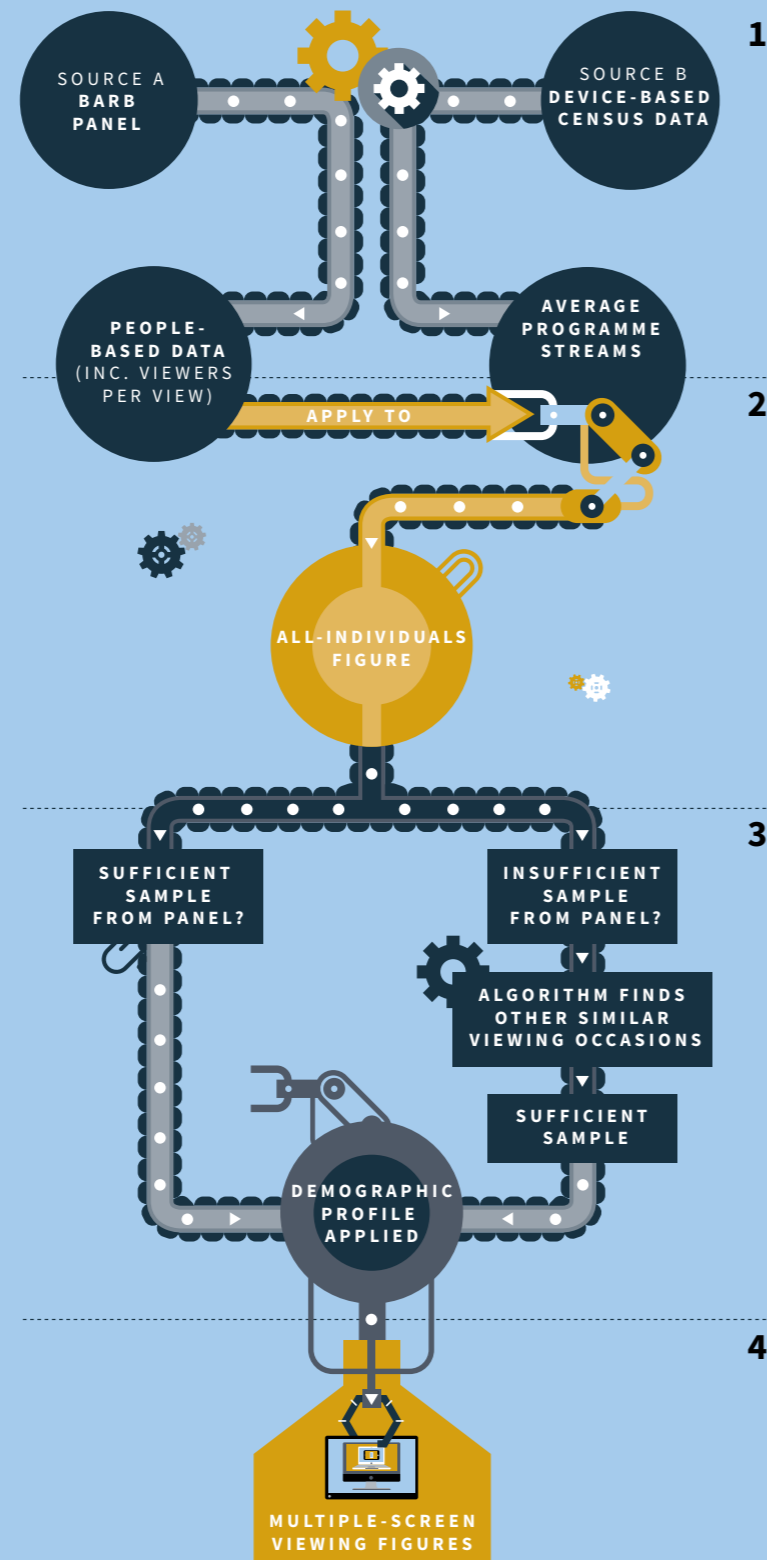 1
SOURCE A
BARB
PANEL
SOURCE B
DEVICE-BASED
CENSUS DATA
PEOPLE-
BASED DATA
(INC. VIEWERS
PER VIEW)
AVERAGE
PROGRAMME
STREAMS
2
APPLY TO
ALL-INDIVIDUALS
FIGURE
3
SUFFICIENT
SAMPLE
FROM PANEL?
INSUFFICIENT
SAMPLE
FROM PANEL?
ALGORITHM FINDS
OTHER SIMILAR
VIEWING OCCASIONS
SUFFICIENT
SAMPLE
DEMOGRAPHIC
PROFILE
APPLIED
4
MULTIPLE-SCREEN
VIEWING FIGURES